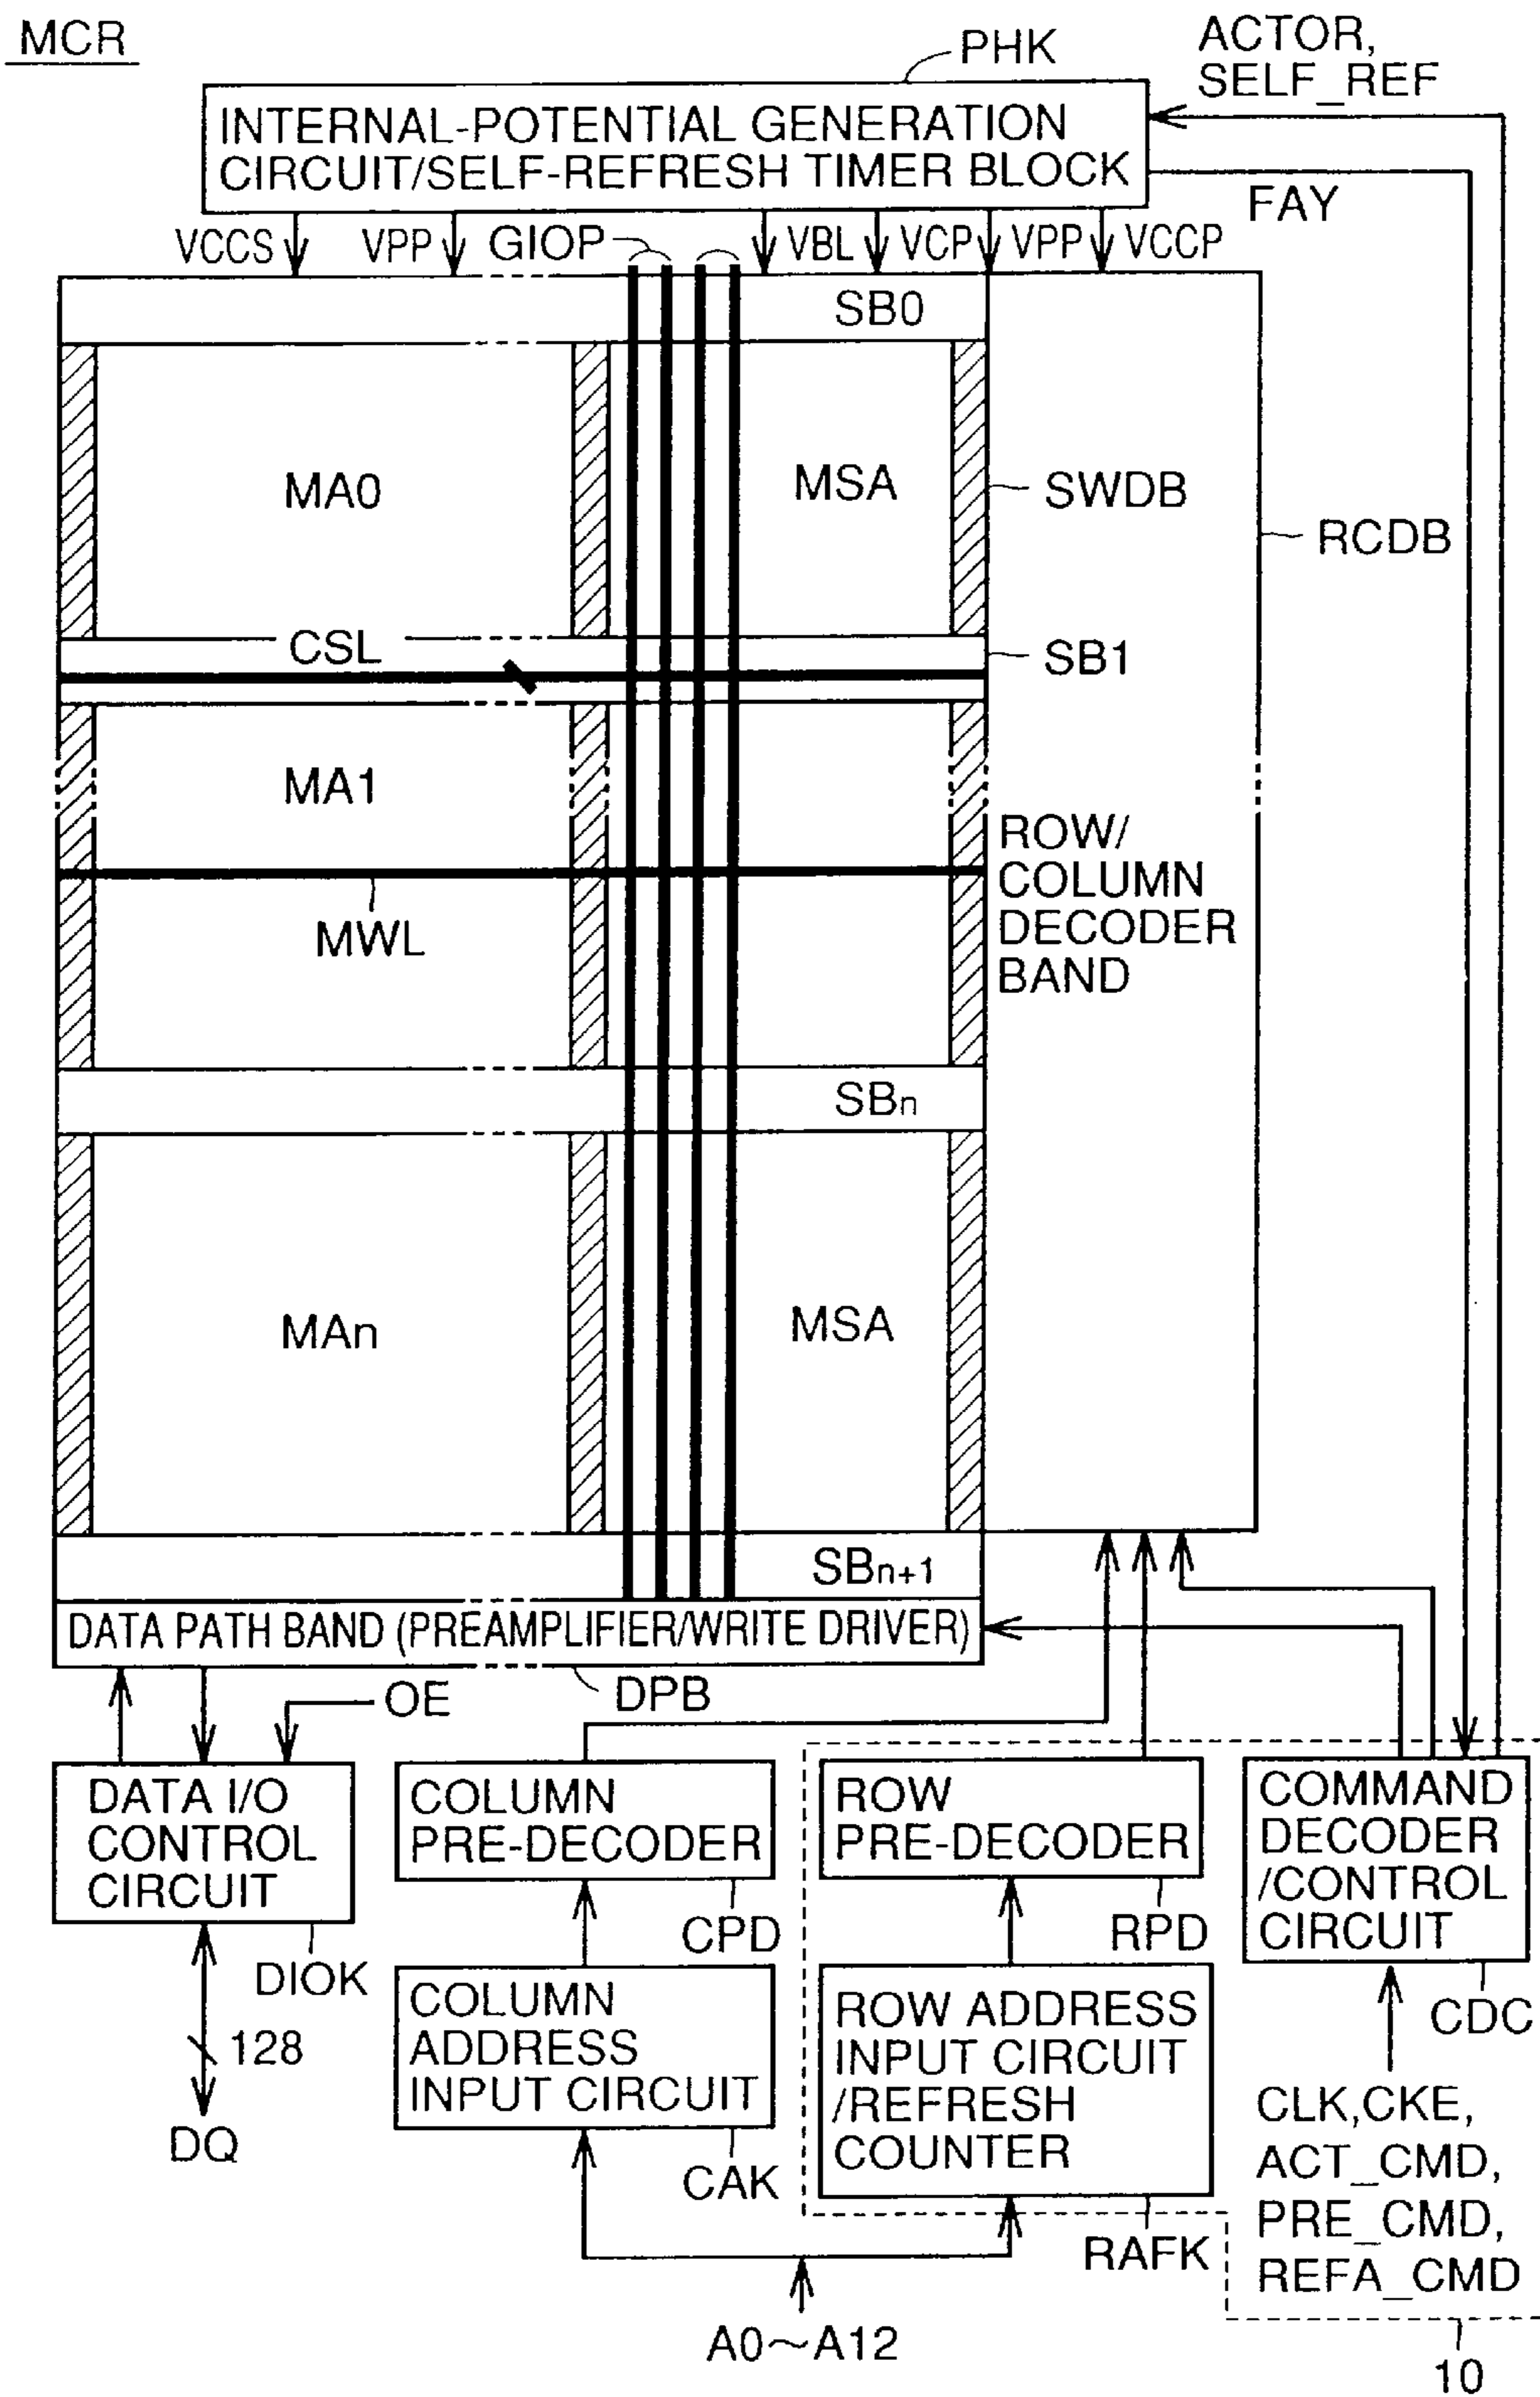 MCR
PHK
ACTOR,
SELF_REF
INTERNAL-POTENTIAL GENERATION
CIRCUIT/SELF-REFRESH TIMER BLOCK
FAY
VCCS
VPP
GIOP
VBL
VCP
VPP
VCCP
SB0
MA0
MSA
SWDB
RCDB
CSL
SB1
MA1
ROW/
COLUMN
DECODER
BAND
MWL
SBn
MAn
MSA
SBn+1
DATA PATH BAND (PREAMPLIFIER/WRITE DRIVER)
OE
DPB
DATA I/O
CONTROL
CIRCUIT
COLUMN
PRE-DECODER
ROW
PRE-DECODER
COMMAND
DECODER
/CONTROL
CIRCUIT
DIOK
CPD
RPD
CDC
128
DQ
COLUMN
ADDRESS
INPUT CIRCUIT
ROW ADDRESS
INPUT CIRCUIT
/REFRESH
COUNTER
CLK,CKE,
ACT_CMD,
PRE_CMD,
REFA_CMD
CAK
RAFK
A0~A12
10